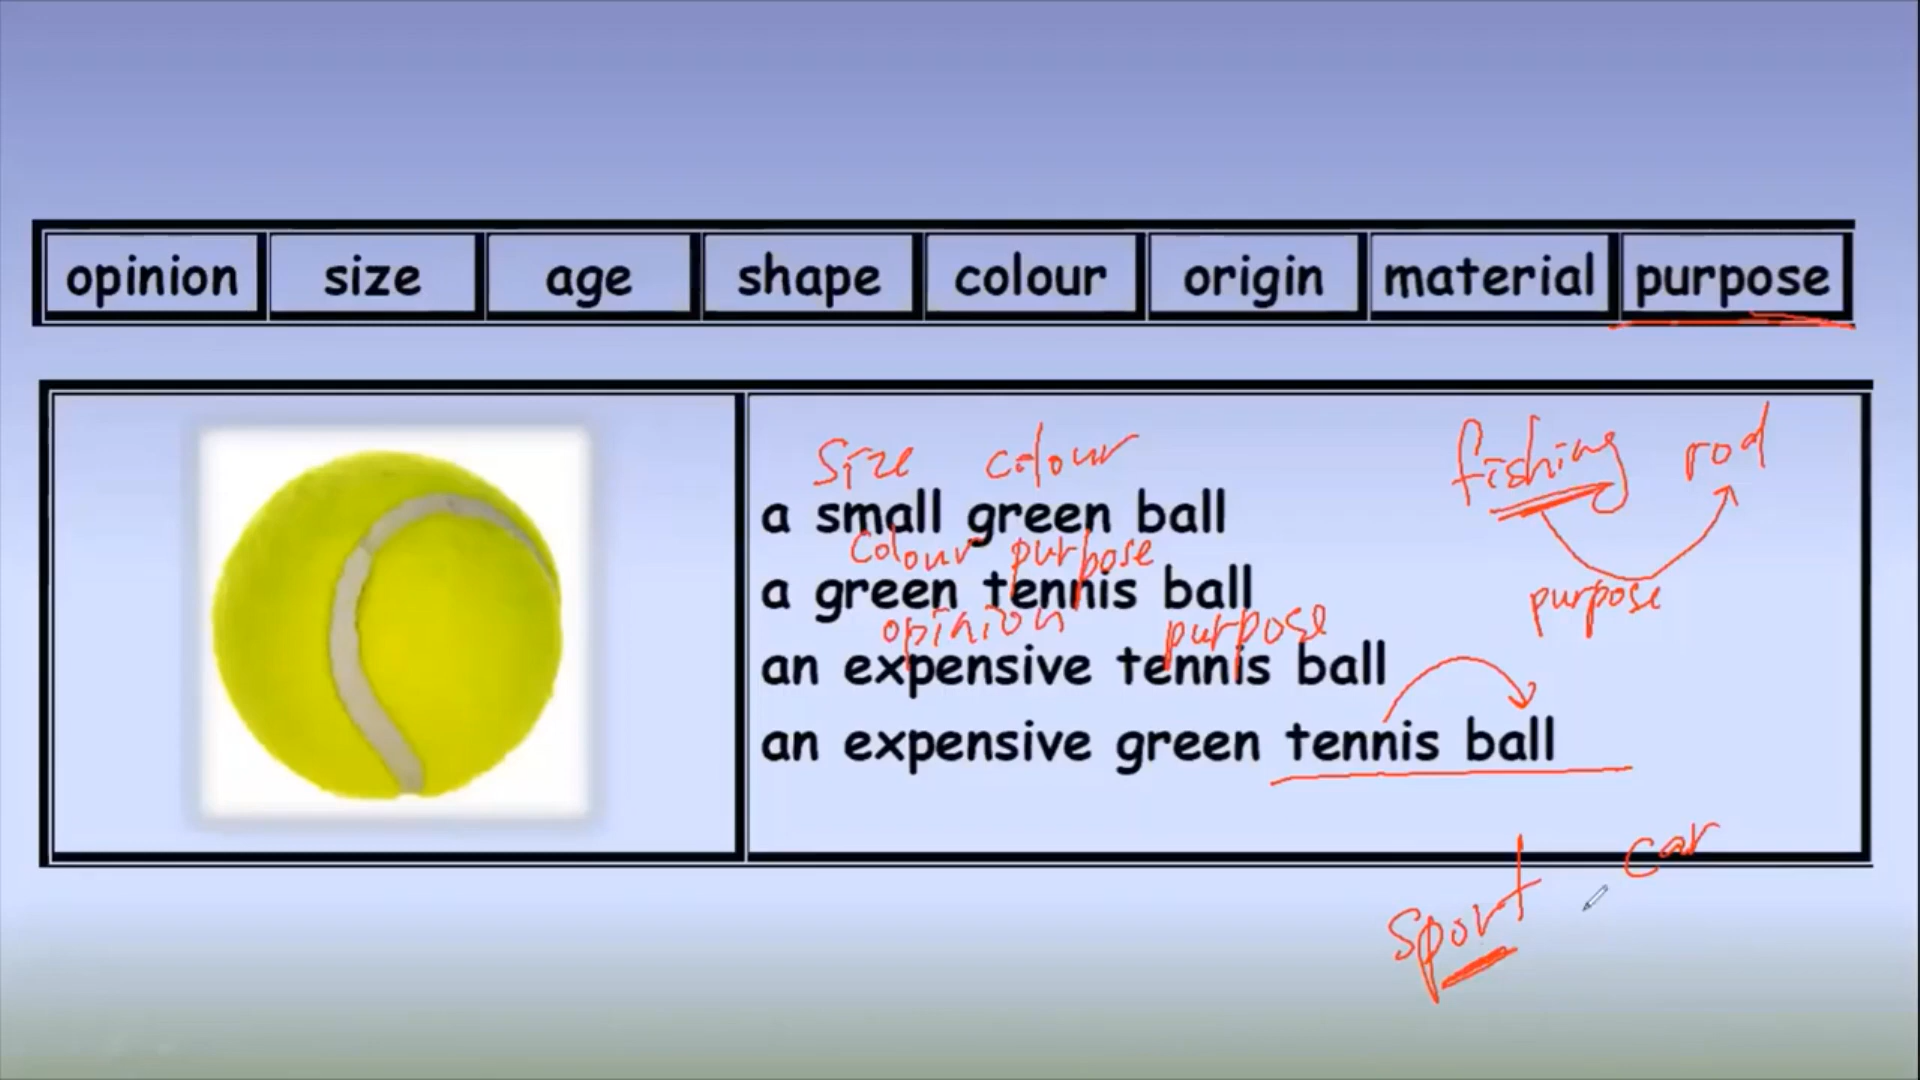 opinion size age shape colour origin material purpose
size colour
a small green ball
colour purpose
a green tennis ball
opinion purpose
an expensive tennis ball
an expensive green tennis ball
fishing rod
purpose
sport car